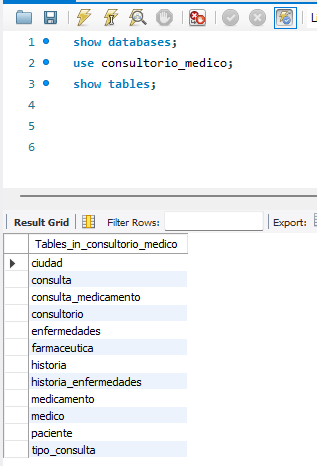 1 show databases;
2 use consultorio_medico;
3 show tables;
4
5
6
Result Grid Filter Rows: Export:
Tables_in_consultorio_medico
ciudad
consulta
consulta_medicamento
consultorio
enfermedades
farmaceutica
historia
historia_enfermedades
medicamento
medico
paciente
tipo_consulta